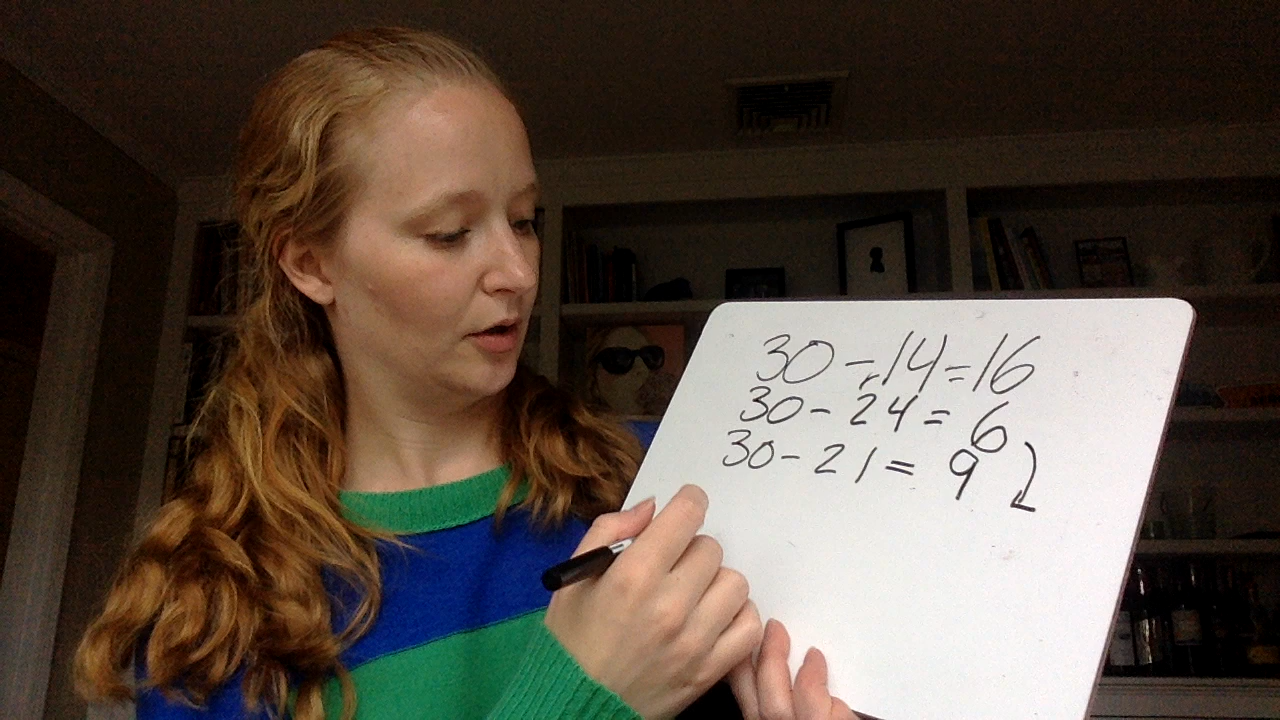 30 - 14 = 16
30 - 24 = 6
30 - 21 = 9